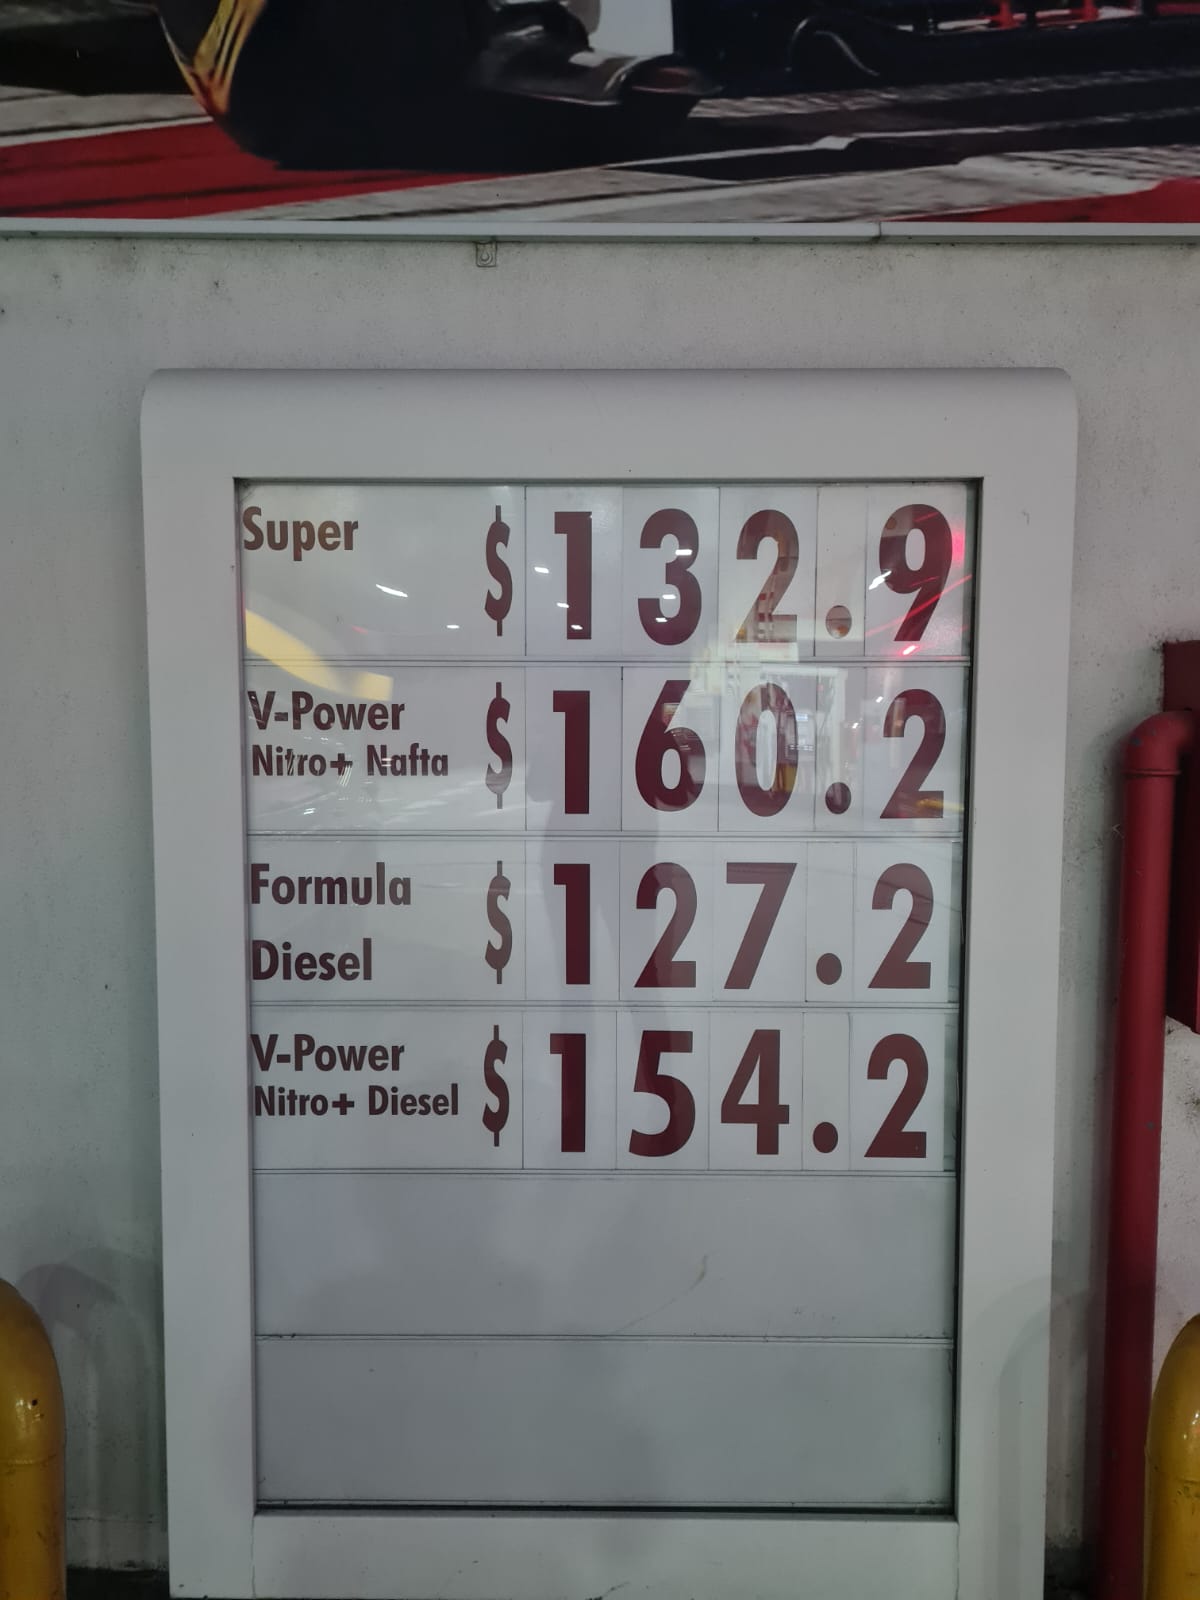 Super $ 132.9
V-Power
Nitro+ Nafta $ 160.2
Formula
Diesel $ 127.2
V-Power
Nitro+ Diesel $ 154.2